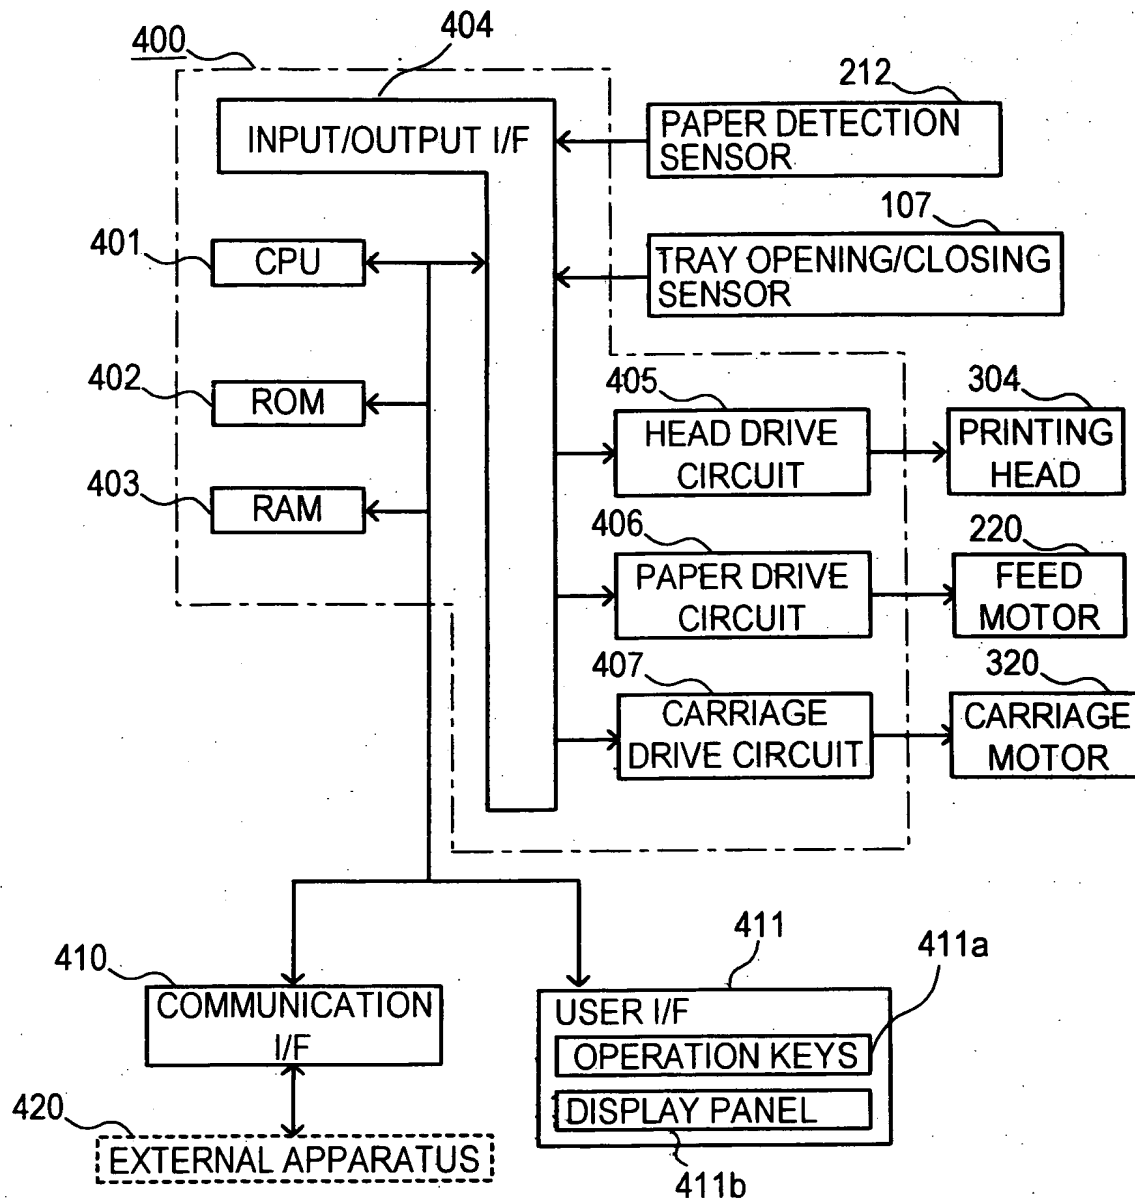 400
404
INPUT/OUTPUT I/F
212
PAPER DETECTION
SENSOR
107
TRAY OPENING/CLOSING
SENSOR
401
CPU
402
ROM
403
RAM
405
HEAD DRIVE
CIRCUIT
304
PRINTING
HEAD
406
PAPER DRIVE
CIRCUIT
220
FEED
MOTOR
407
CARRIAGE
DRIVE CIRCUIT
320
CARRIAGE
MOTOR
410
COMMUNICATION
I/F
411
411a
USER I/F
OPERATION KEYS
DISPLAY PANEL
411b
420
EXTERNAL APPARATUS